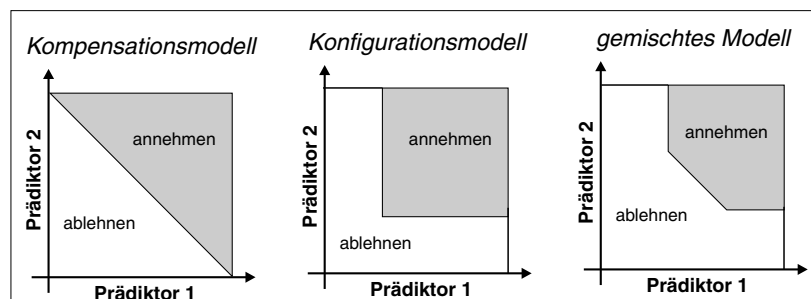 Kompensationsmodell
Prädiktor 2
annehmen
ablehnen
Prädiktor 1
Konfigurationsmodell
Prädiktor 2
annehmen
ablehnen
Prädiktor 1
gemischtes Modell
Prädiktor 2
annehmen
ablehnen
Prädiktor 1